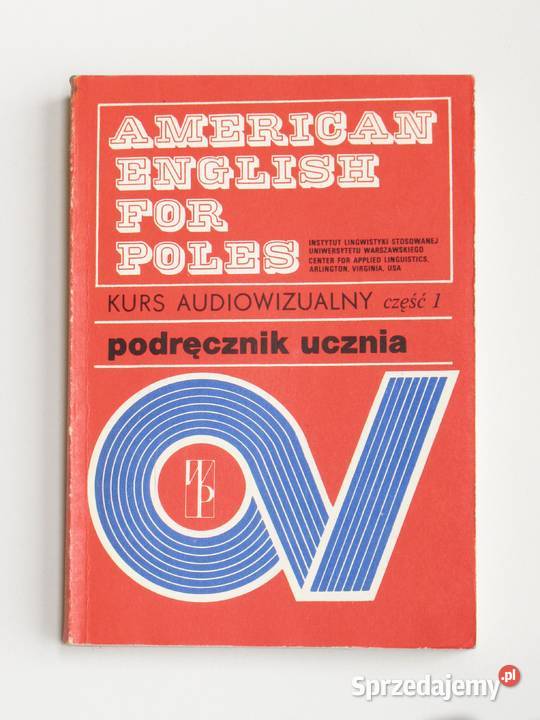 AMERICAN
ENGLISH
FOR
POLES
INSTYTUT LINGWISTYKI STOSOWANEJ
UNIWERSYTETU WARSZAWSKIEGO
CENTER FOR APPLIED LINGUISTICS,
ARLINGTON, VIRGINIA, USA
KURS AUDIOWIZUALNY część 1
podręcznik ucznia
WP
Sprzedajemy.pl